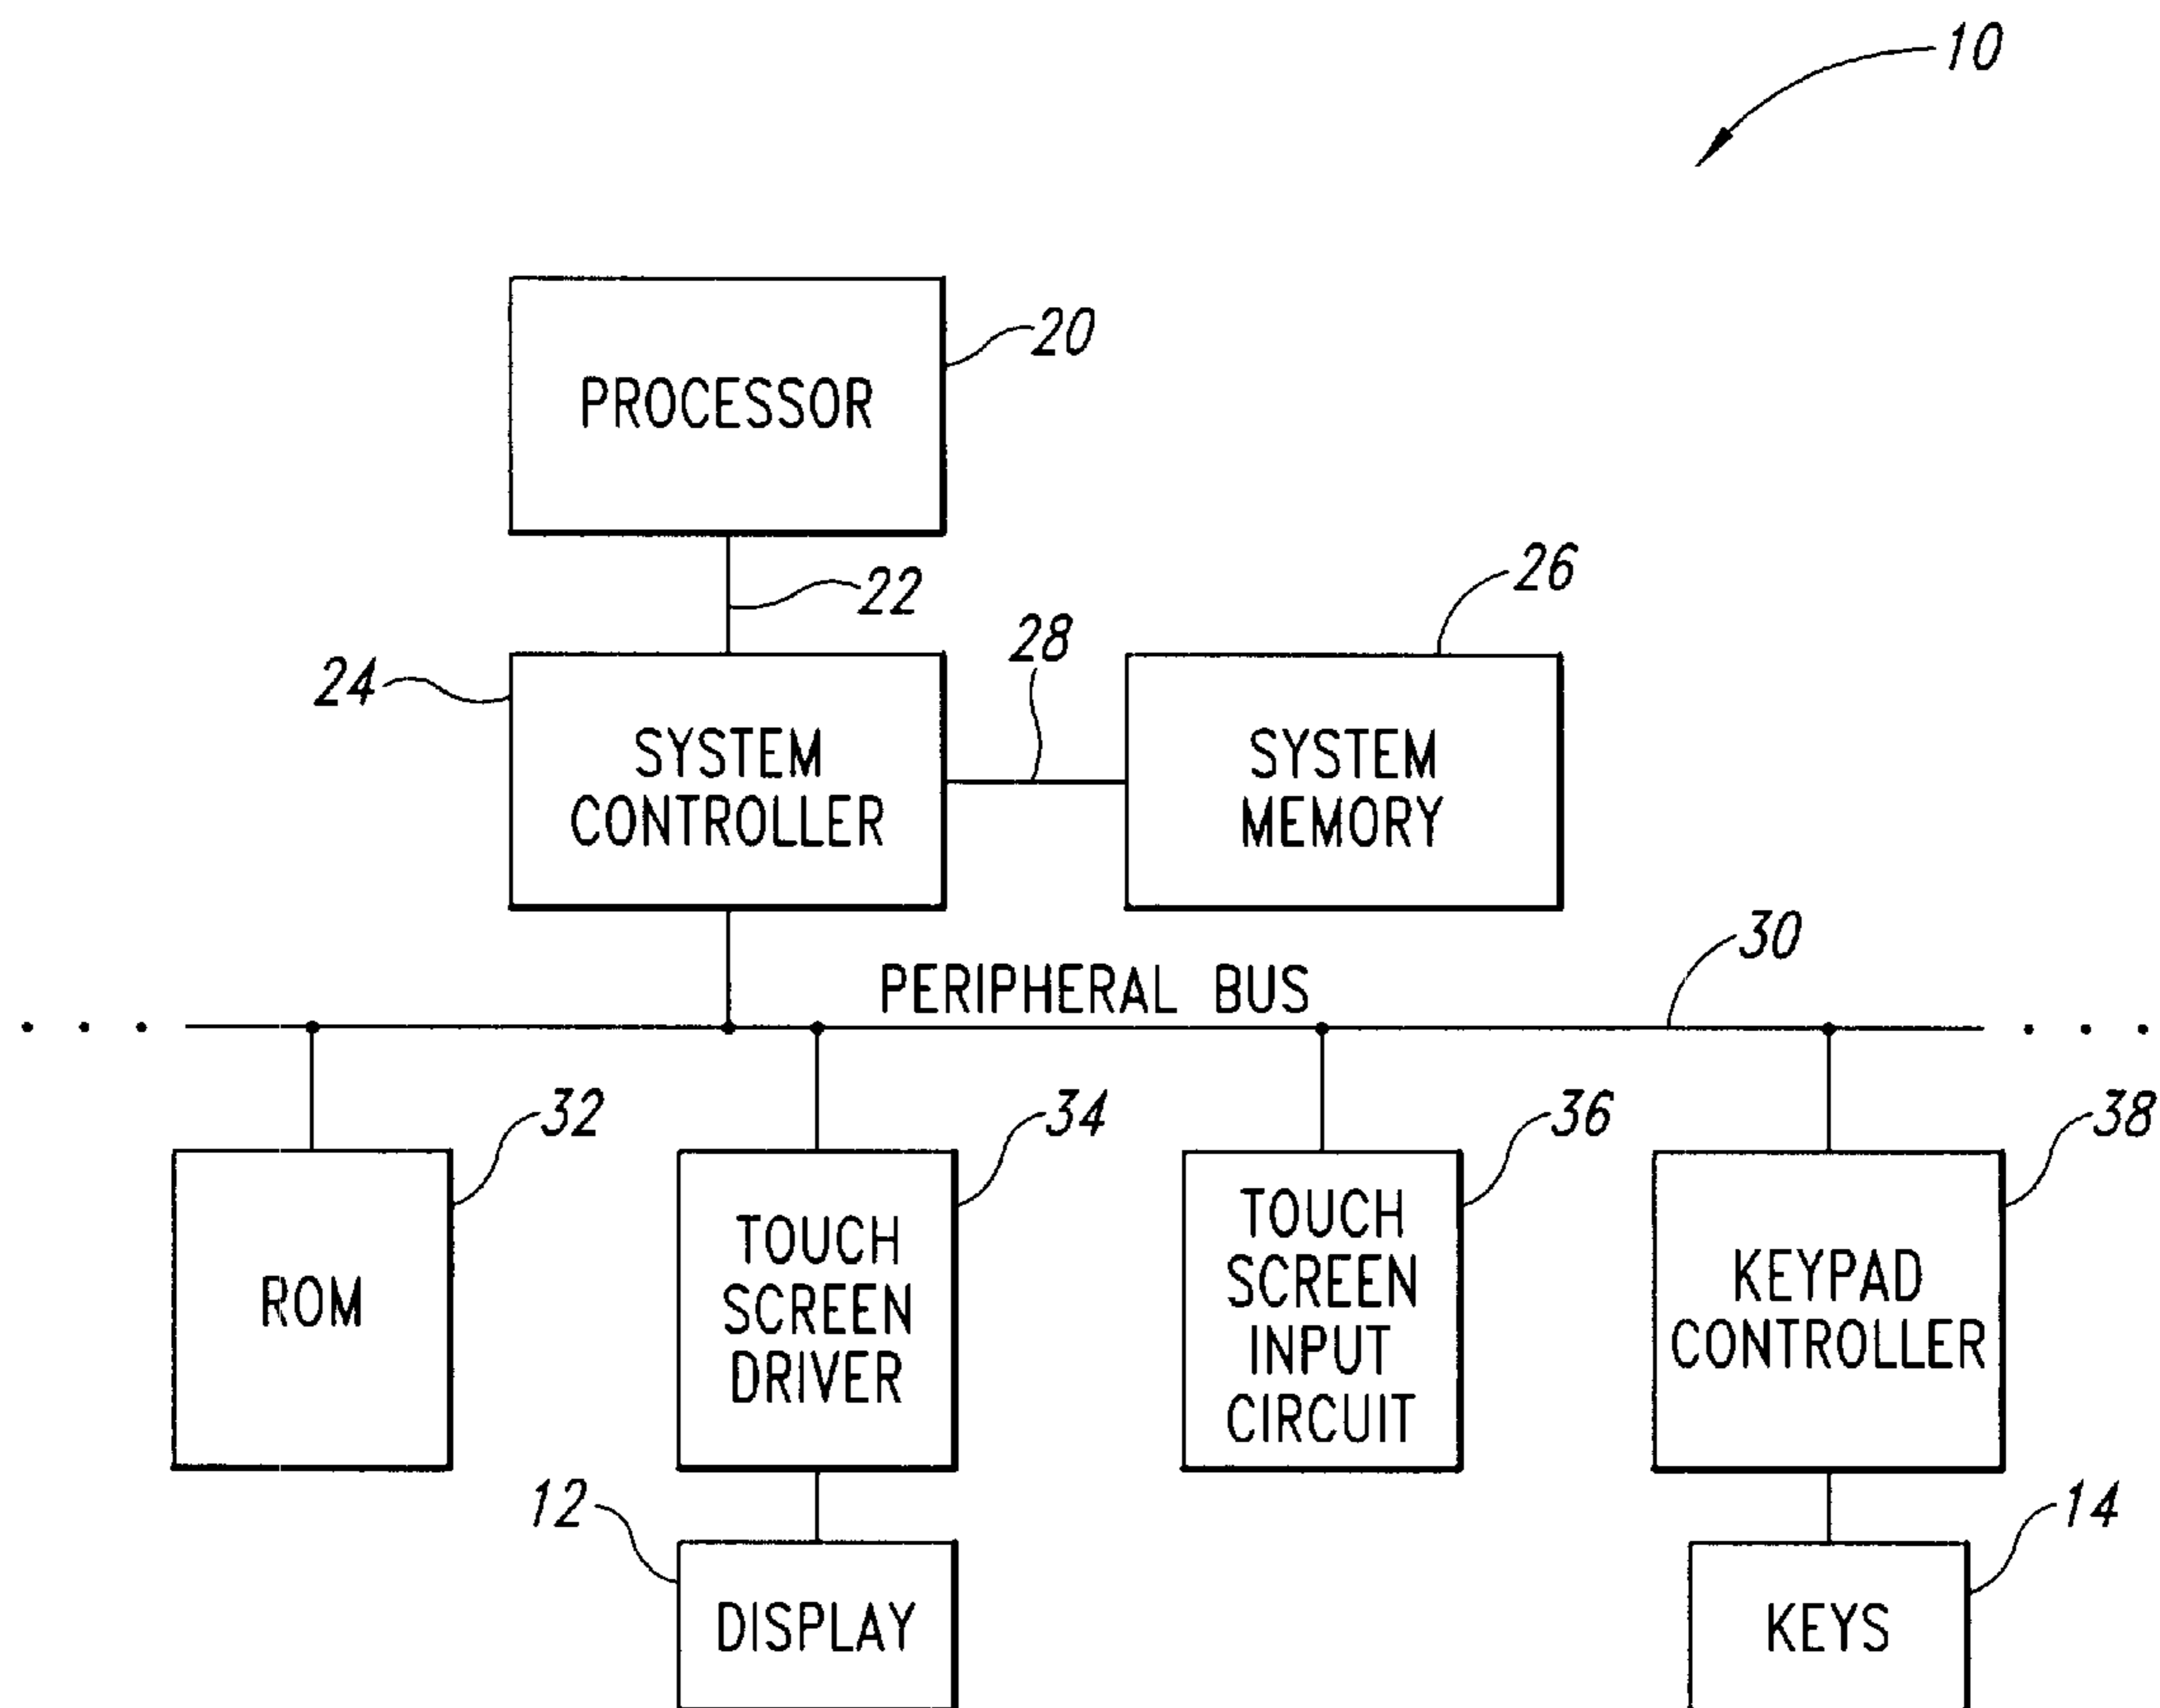 10
PROCESSOR
20
22
24
SYSTEM
CONTROLLER
28
26
SYSTEM
MEMORY
PERIPHERAL BUS
30
32
ROM
34
TOUCH
SCREEN
DRIVER
36
TOUCH
SCREEN
INPUT
CIRCUIT
38
KEYPAD
CONTROLLER
12
DISPLAY
14
KEYS